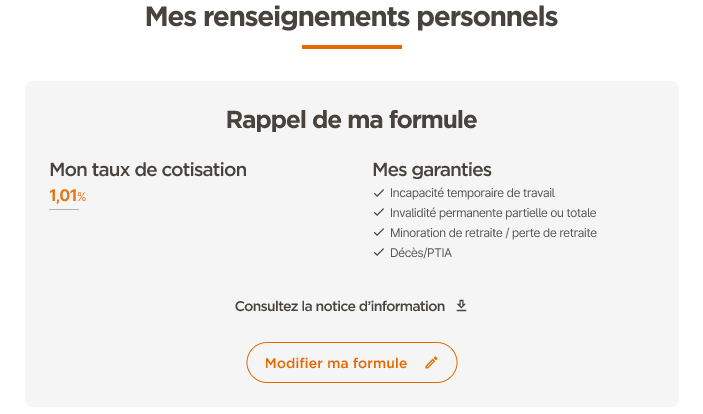 Mes renseignements personnels
Rappel de ma formule
Mon taux de cotisation
1,01%
Mes garanties
Incapacité temporaire de travail
Invalidité permanente partielle ou totale
Minoration de retraite / perte de retraite
Décès/PTIA
Consultez la notice d'information
Modifier ma formule